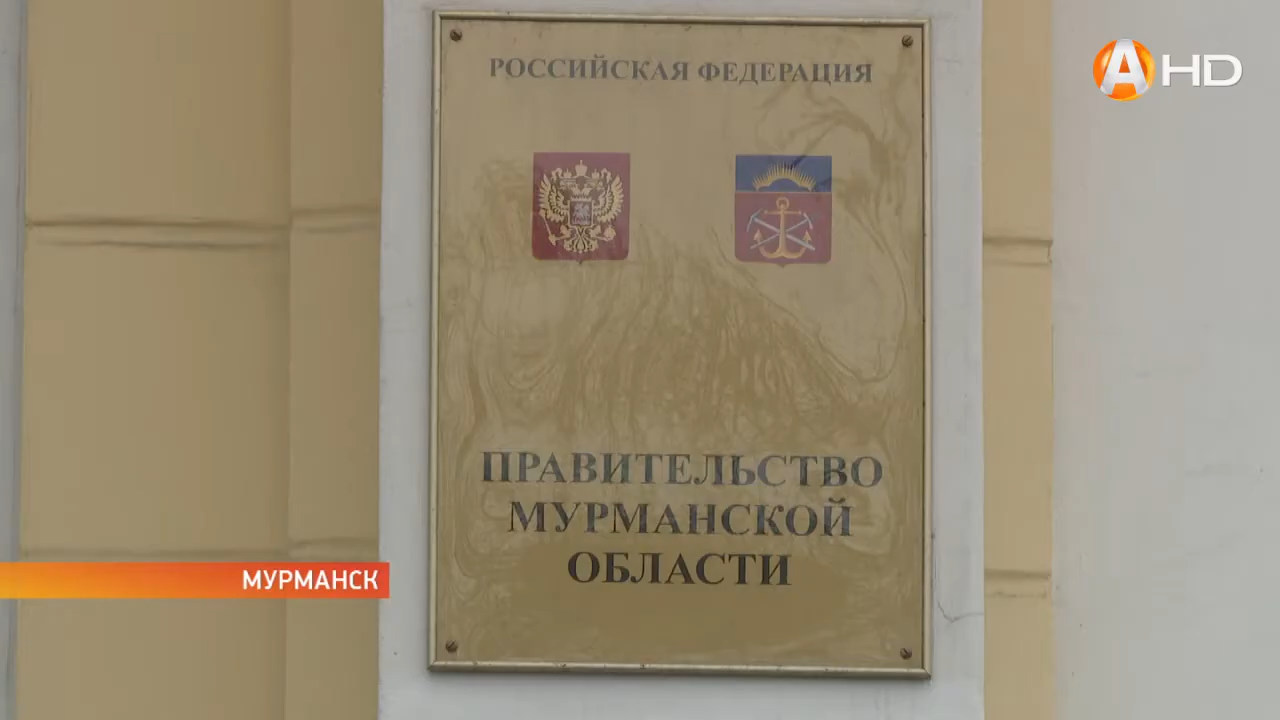 РОССИЙСКАЯ ФЕДЕРАЦИЯ
A HD
ПРАВИТЕЛЬСТВО
МУРМАНСКОЙ
ОБЛАСТИ
МУРМАНСК